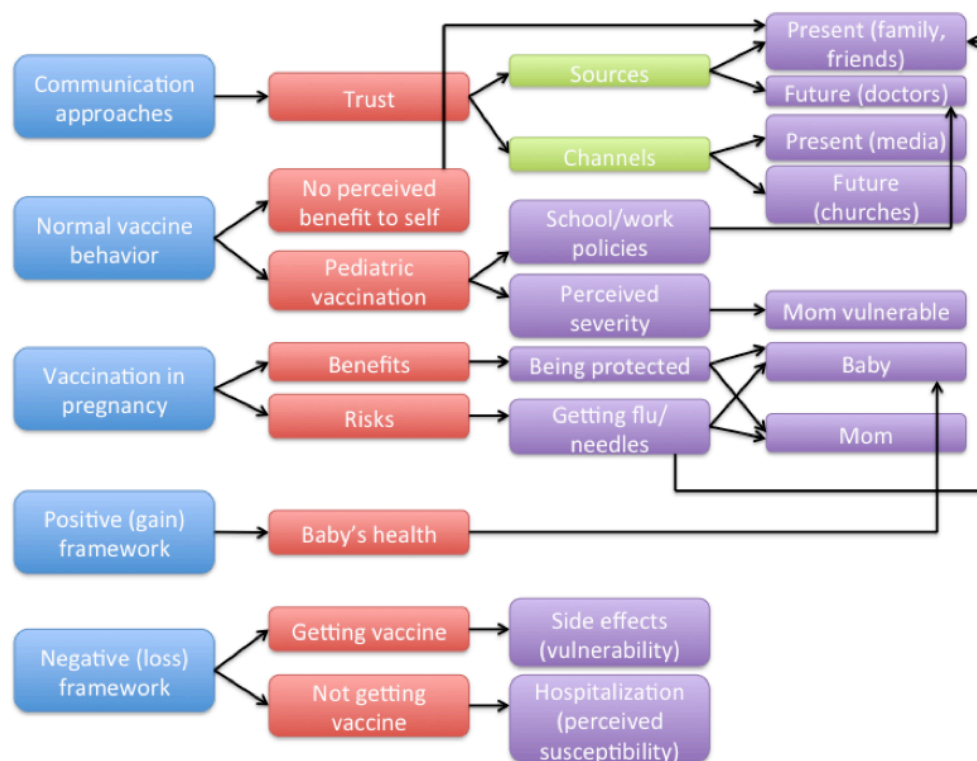 Communication
approaches
Trust
Sources
Present (family,
friends)
Future (doctors)
Channels
Present (media)
Future
(churches)
Normal vaccine
behavior
No perceived
benefit to self
Pediatric
vaccination
School/work
policies
Perceived
severity
Mom vulnerable
Vaccination in
pregnancy
Benefits
Being protected
Baby
Risks
Getting flu/
needles
Mom
Positive (gain)
framework
Baby’s health
Negative (loss)
framework
Getting vaccine
Side effects
(vulnerability)
Not getting
vaccine
Hospitalization
(perceived
susceptibility)